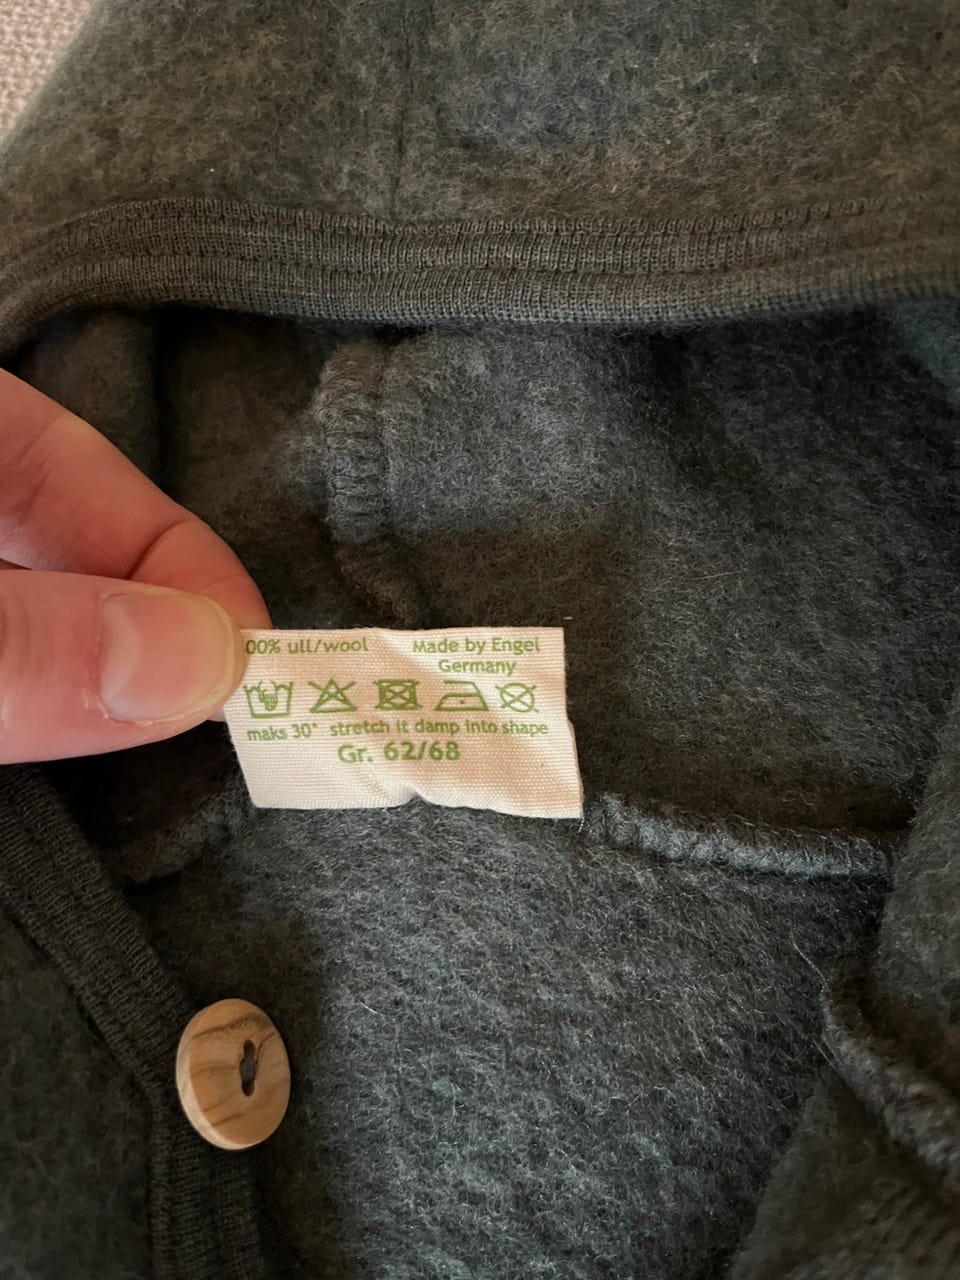 00% ull/wool
Made by Engel
Germany
maks 30° stretch it damp into shape
Gr. 62/68